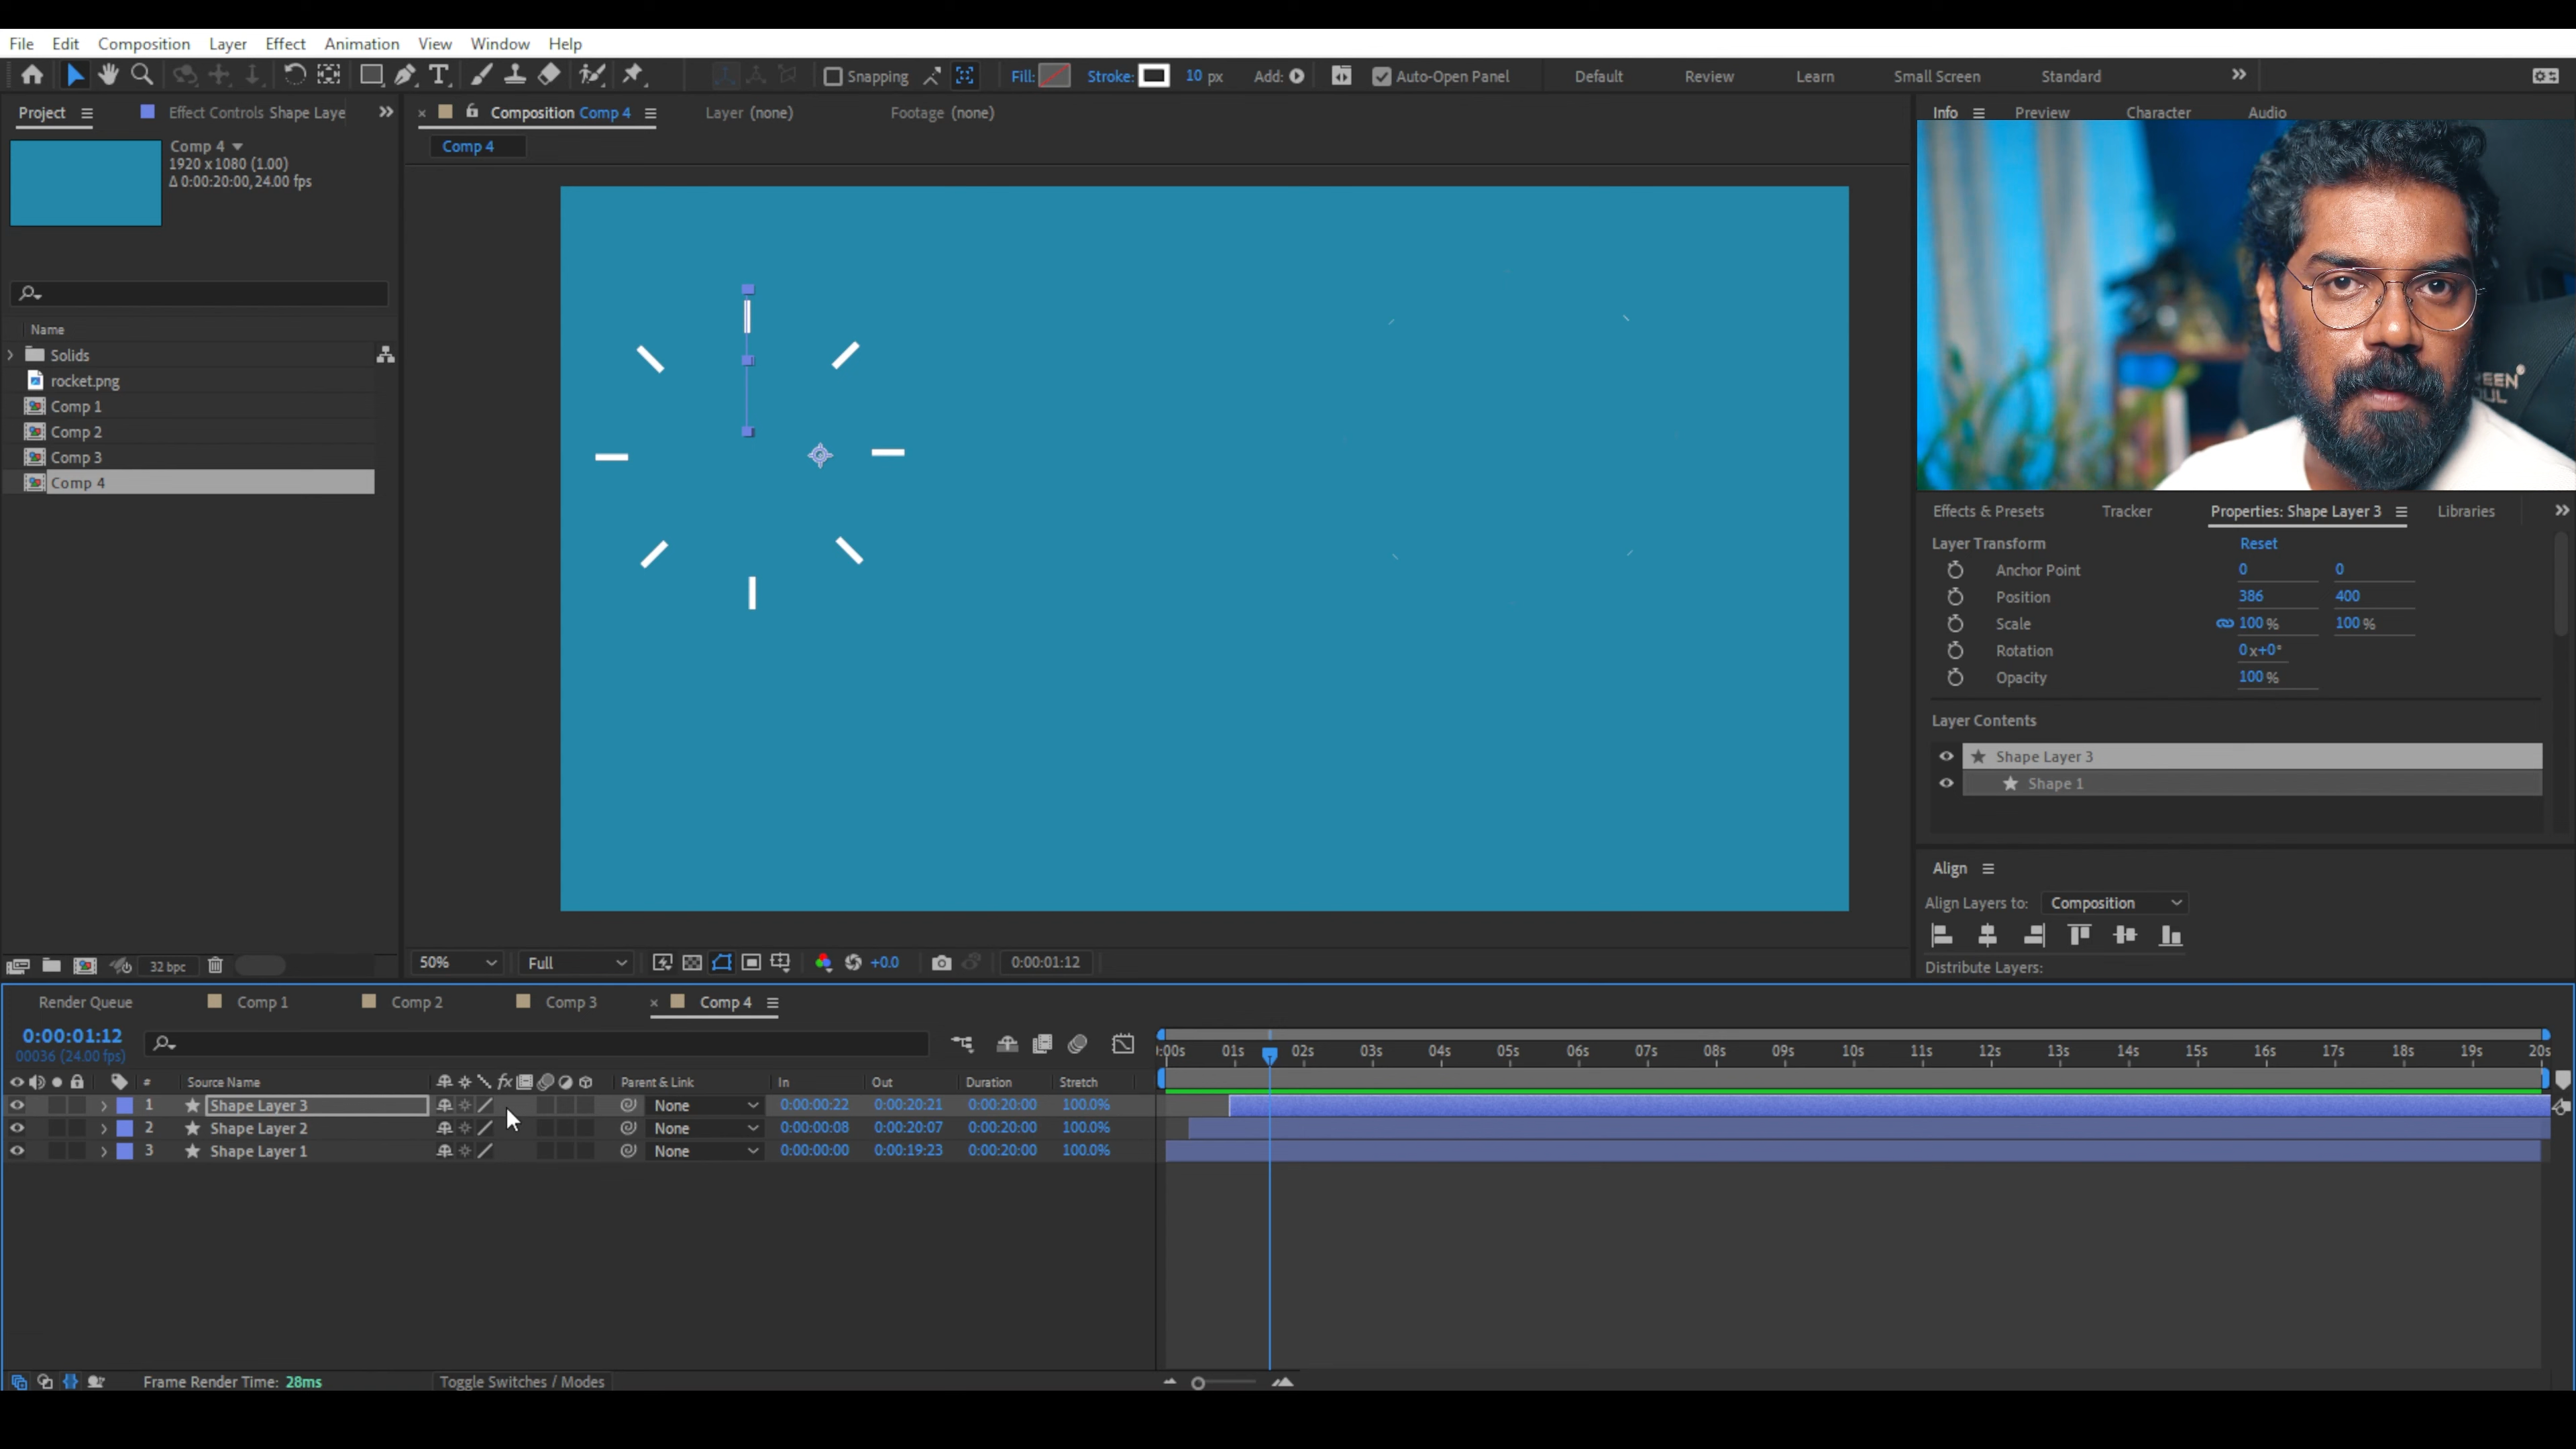 File Edit Composition Layer Effect Animation View Window Help
Snapping Fill: Stroke: 10 px Add: Auto-Open Panel Default Review Learn Small Screen Standard
Project Effect Controls Shape Laye Composition Comp 4 Layer (none) Footage (none) Info Preview Character Audio
Comp 4
Comp 4
1920 x 1080 (1.00)
Δ 0:00:20:00, 24.00 fps
Name
Solids
rocket.png
Comp 1
Comp 2
Comp 3
Comp 4
Effects & Presets Tracker Properties: Shape Layer 3 Libraries
Layer Transform Reset
Anchor Point 0 0
Position 386 400
Scale 100 % 100 %
Rotation 0x+0°
Opacity 100 %
Layer Contents
Shape Layer 3
Shape 1
Align
Align Layers to: Composition
Distribute Layers:
32 bpc 50% Full +0.0 0:00:01:12
Render Queue Comp 1 Comp 2 Comp 3 Comp 4
0:00:01:12
00036 (24.00 fps)
:00s 01s 02s 03s 04s 05s 06s 07s 08s 09s 10s 11s 12s 13s 14s 15s 16s 17s 18s 19s 20s
# Source Name fx Parent & Link In Out Duration Stretch
1 Shape Layer 3 None 0:00:00:22 0:00:20:21 0:00:20:00 100.0%
2 Shape Layer 2 None 0:00:00:08 0:00:20:07 0:00:20:00 100.0%
3 Shape Layer 1 None 0:00:00:00 0:00:19:23 0:00:20:00 100.0%
Frame Render Time: 28ms Toggle Switches / Modes